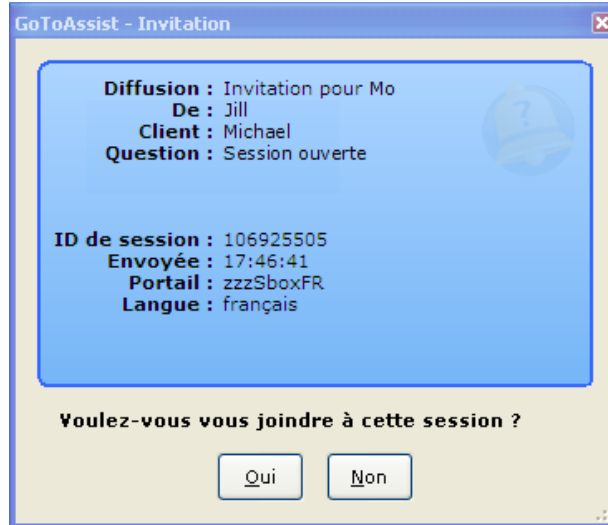 GoToAssist - Invitation
Diffusion : Invitation pour Mo
De : Jill
Client : Michael
Question : Session ouverte
ID de session : 106925505
Envoyée : 17:46:41
Portail : zzzSboxFR
Langue : français
Voulez-vous vous joindre à cette session ?
Oui Non